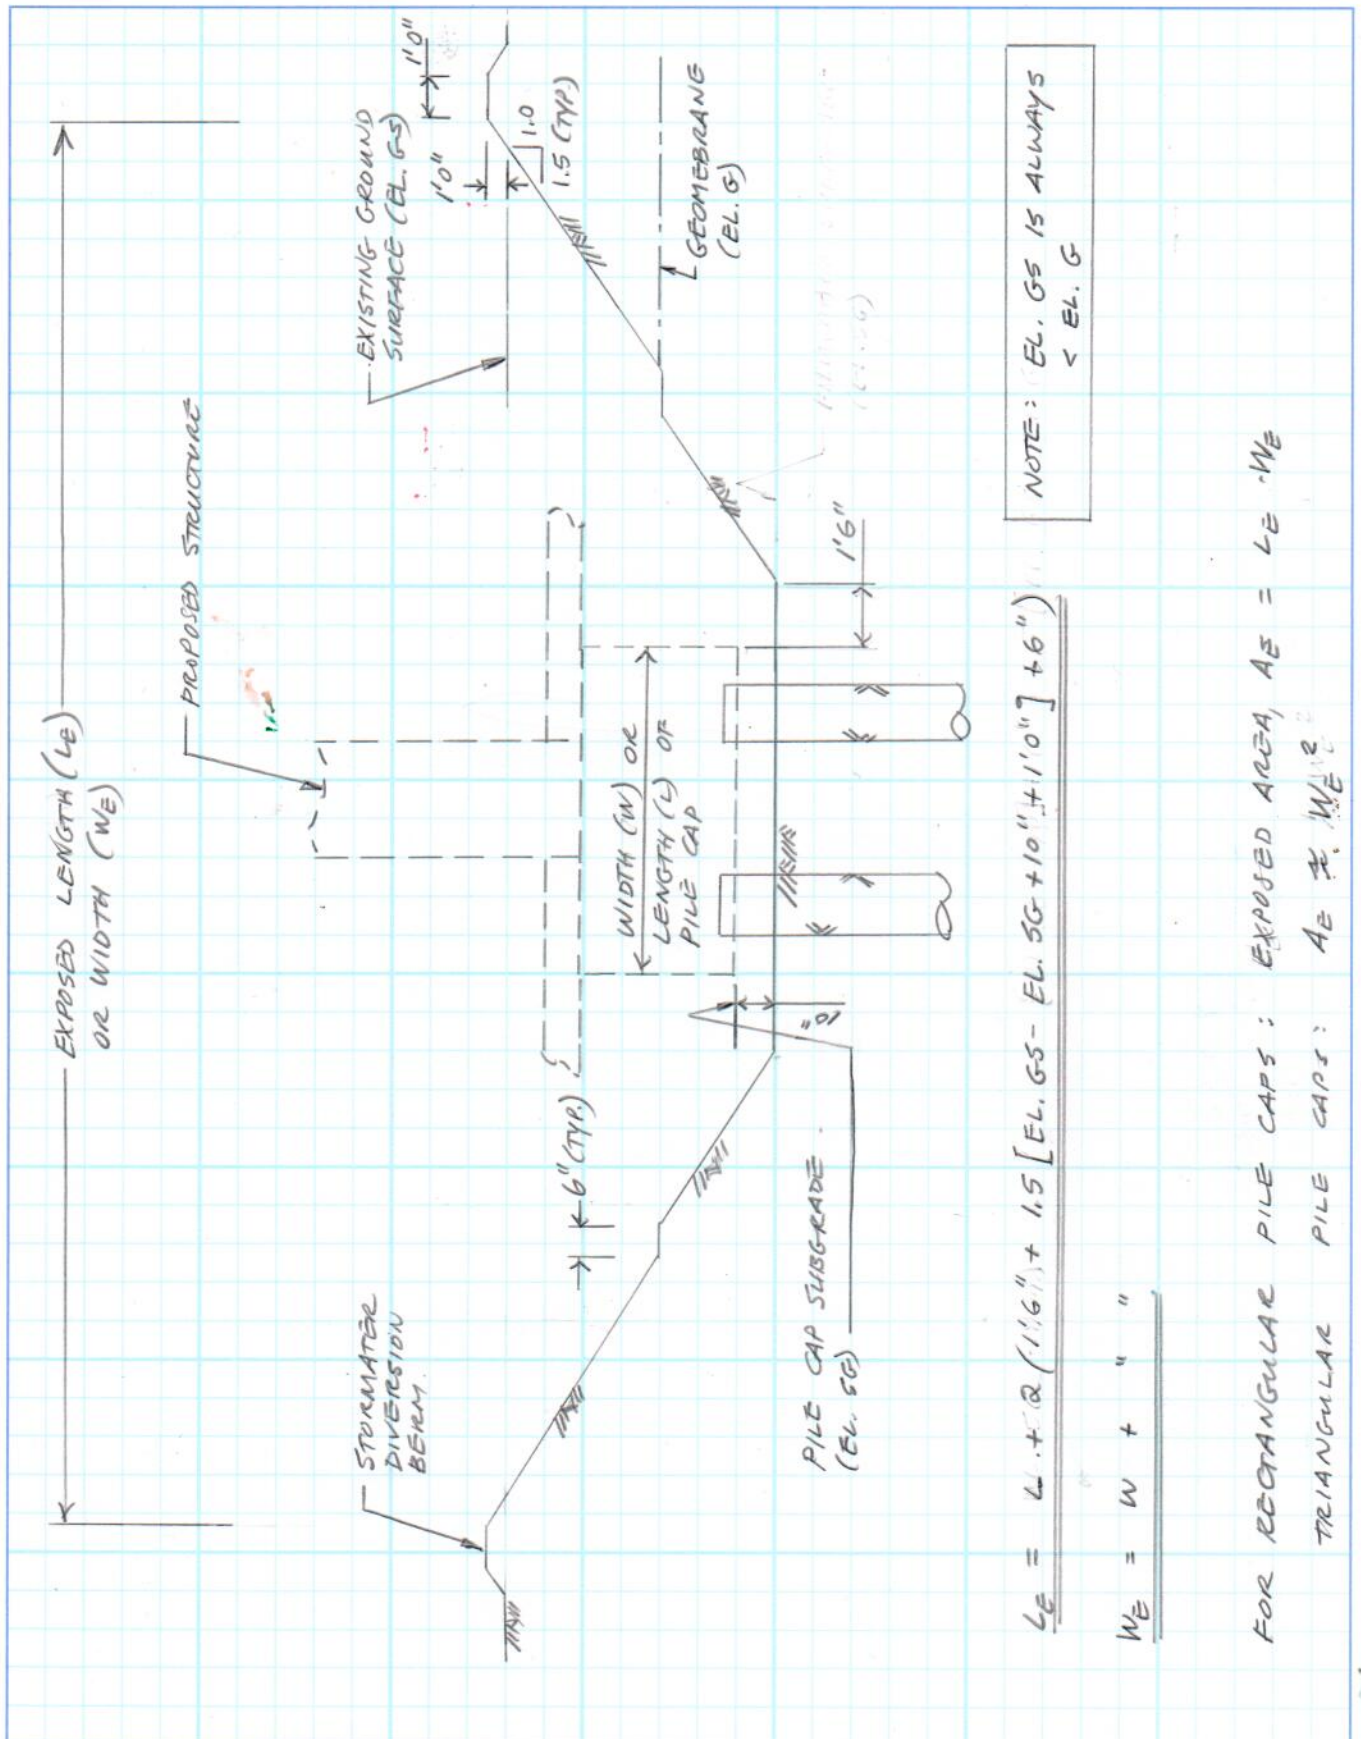 EXPOSED LENGTH (LE)
OR WIDTH (WE)
PROPOSED STRUCTURE
EXISTING GROUND
SURFACE (EL. GS)
1'0"
1'0"
1.0
1.5 (TYP.)
STORMATER
DIVERSION
BERM.
6" (TYP.)
GEOMEBRANE
(EL. G)
WIDTH (W) OR
LENGTH (L) OF
PILE CAP
10"
1'6"
PILE CAP SUBGRADE
(EL. SG)
NOTE: EL. GS IS ALWAYS
< EL. G
LE = L + 2 (1'6" + 1.5 [EL. GS - EL. SG + 10" + 1'0"] + 6")
WE = W + " "
FOR RECTANGULAR PILE CAPS: EXPOSED AREA, AE = LE · WE
TRIANGULAR PILE CAPS: AE ≈ WE²